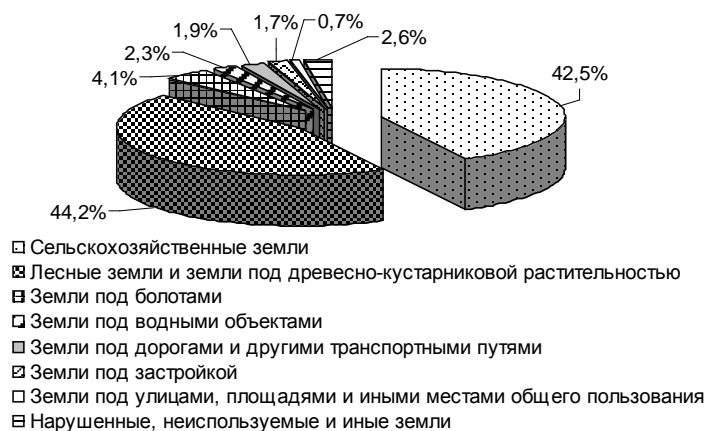 1,7%
0,7%
1,9%
2,6%
2,3%
4,1%
42,5%
44,2%
Сельскохозяйственные земли
Лесные земли и земли под древесно-кустарниковой растительностью
Земли под болотами
Земли под водными объектами
Земли под дорогами и другими транспортными путями
Земли под застройкой
Земли под улицами, площадями и иными местами общего пользования
Нарушенные, неиспользуемые и иные земли